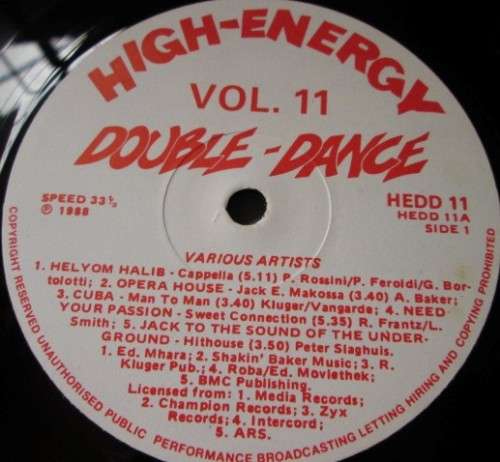 HIGH-ENERGY
VOL. 11
DOUBLE-DANCE
SPEED 33⅓
℗ 1988
HEDD 11
HEDD 11A
SIDE 1
VARIOUS ARTISTS
1. HELYOM HALIB - Cappella (5.11) P. Rossini/P. Feroldi/G. Bor-
tolotti; 2. OPERA HOUSE - Jack E. Makossa (3.40) A. Baker;
3. CUBA - Man To Man (3.40) Kluger/Vangarde; 4. NEED
YOUR PASSION - Sweet Connection [5.35) R. Frantz/L.
Smith; 5. JACK TO THE SOUND OF THE UNDER-
GROUND - Hithouse (3.50) Peter Slaghuis.
1. Ed. Mhara; 2. Shakin' Baker Music; 3. R.
Kluger Pub.; 4. Roba/Ed. Movlethek;
5. BMC Publishing.
Licensed from: 1. Media Records;
2. Champion Records; 3. Zyx
Records; 4. Intercord;
5. ARS.
COPYRIGHT RESERVED UNAUTHORISED PUBLIC PERFORMANCE BROADCASTING LETTING HIRING AND COPYING PROHIBITED